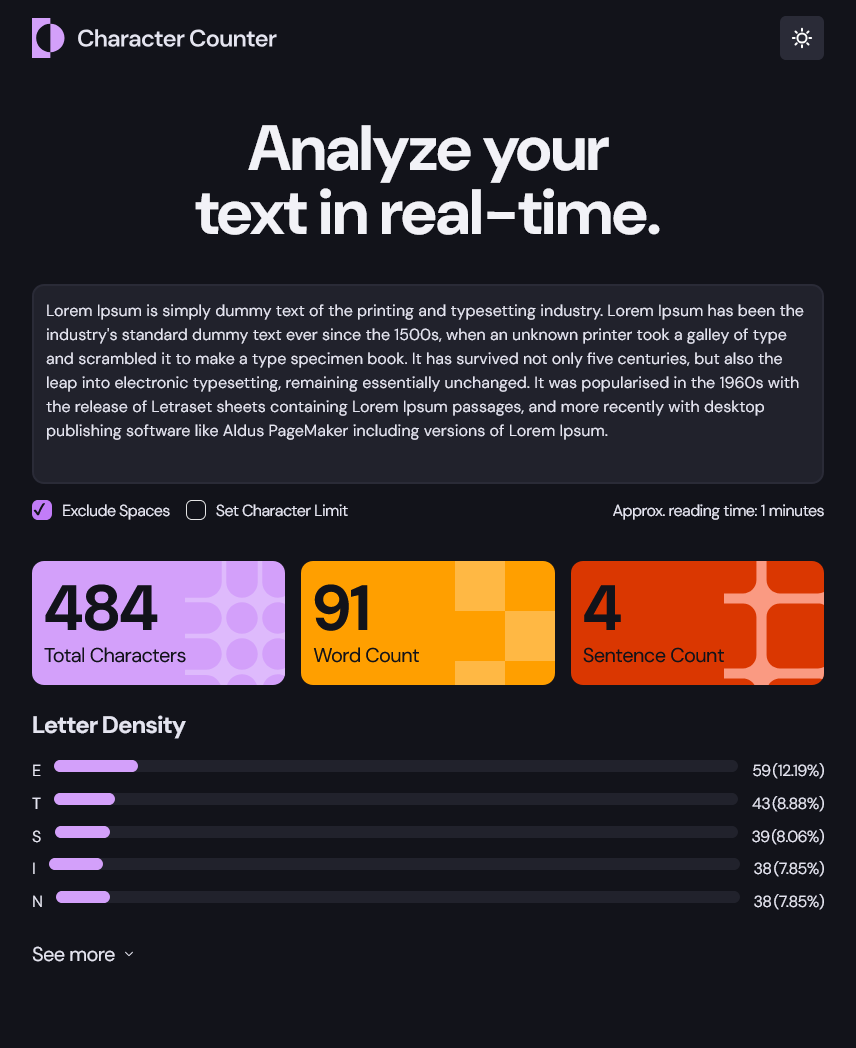 Character Counter
Analyze your
text in real-time.
Lorem Ipsum is simply dummy text of the printing and typesetting industry. Lorem Ipsum has been the
industry's standard dummy text ever since the 1500s, when an unknown printer took a galley of type
and scrambled it to make a type specimen book. It has survived not only five centuries, but also the
leap into electronic typesetting, remaining essentially unchanged. It was popularised in the 1960s with
the release of Letraset sheets containing Lorem Ipsum passages, and more recently with desktop
publishing software like Aldus PageMaker including versions of Lorem Ipsum.
Exclude Spaces Set Character Limit Approx. reading time: 1 minutes
484 91 4
Total Characters Word Count Sentence Count
Letter Density
E 59 (12.19%)
T 43 (8.88%)
S 39 (8.06%)
I 38 (7.85%)
N 38 (7.85%)
See more